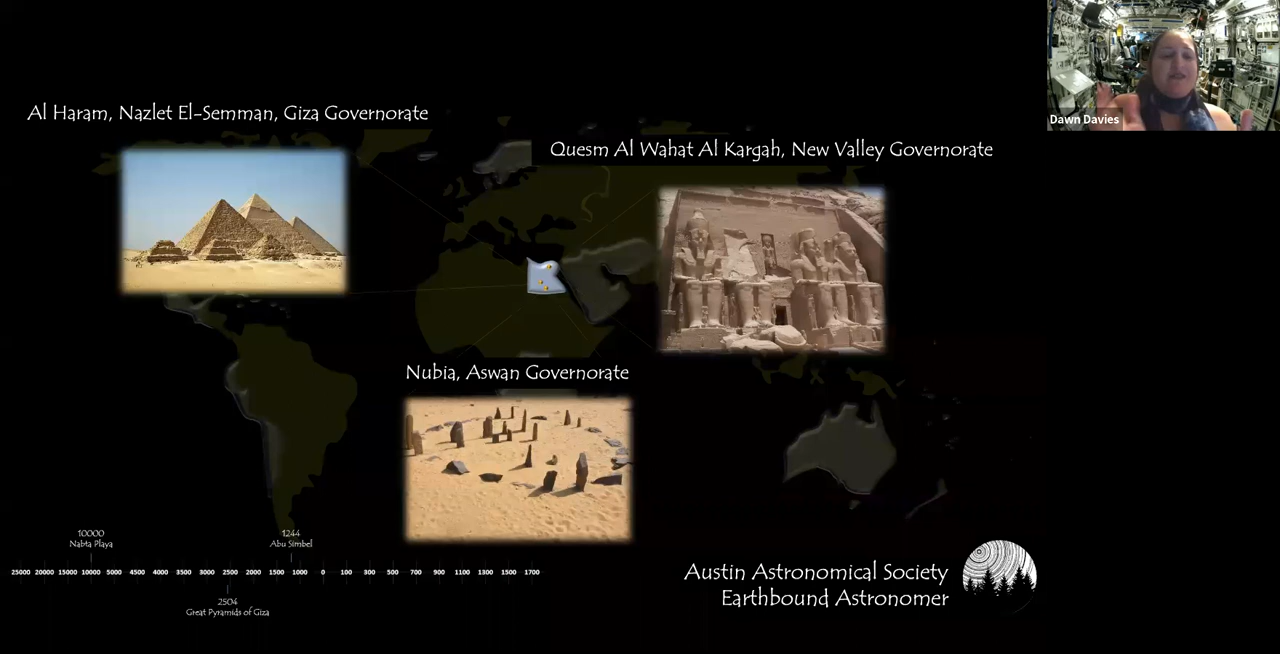 Dawn Davies
Al Haram, Nazlet El-Semman, Giza Governorate
Quesm Al Wahat Al Kargah, New Valley Governorate
Nubia, Aswan Governorate
10000
Nabta Playa
1244
Abu Simbel
25000 20000 15000 10000 5000 4000 3500 3000 2500 2000 1500 1000 0 100 300 500 700 900 1100 1300 1500 1700
2504
Great Pyramids of Giza
Austin Astronomical Society
Earthbound Astronomer